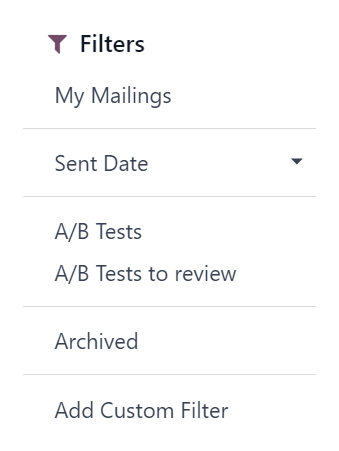 Filters
My Mailings
Sent Date
A/B Tests
A/B Tests to review
Archived
Add Custom Filter